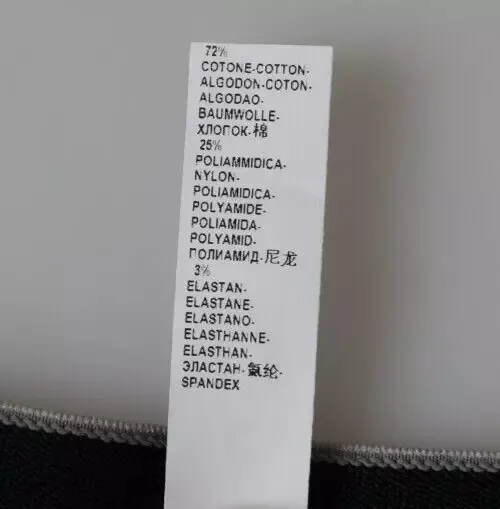 72%
COTONE-COTTON-
ALGODON-COTON-
ALGODAO-
BAUMWOLLE-
ХЛОПОК-棉
25%
POLIAMMIDICA-
NYLON-
POLIAMIDICA-
POLYAMIDE-
POLIAMIDA-
POLYAMID-
ПОЛИАМИД-尼龙
3%
ELASTAN-
ELASTANE-
ELASTANO-
ELASTHANNE-
ELASTHAN-
ЭЛАСТАН-氨纶-
SPANDEX